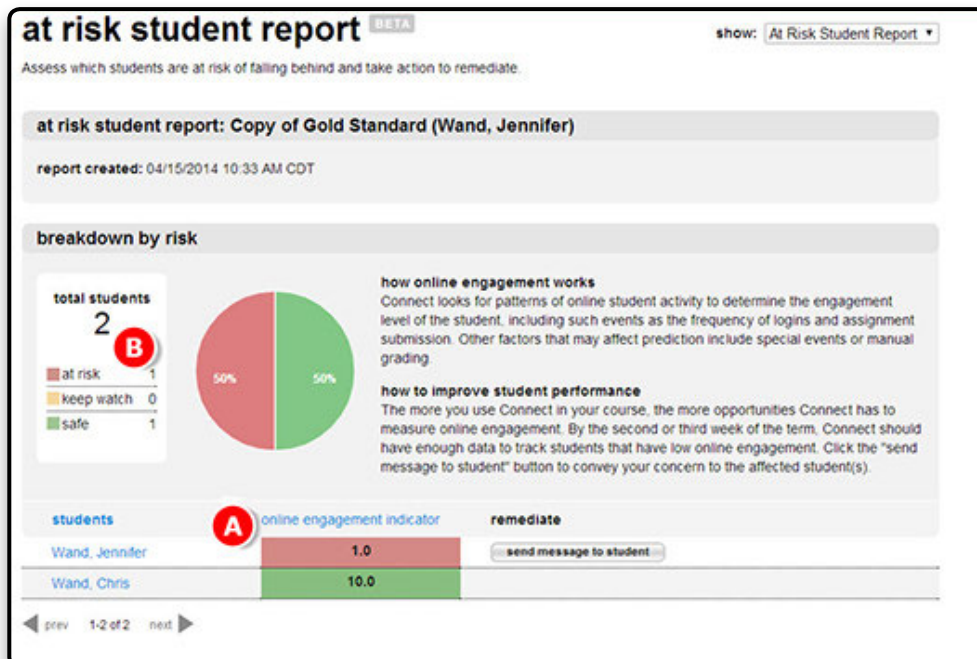 at risk student report BETA
show: At Risk Student Report
Assess which students are at risk of falling behind and take action to remediate.
at risk student report: Copy of Gold Standard (Wand, Jennifer)
report created: 04/15/2014 10:33 AM CDT
breakdown by risk
total students
2
B
at risk 1
keep watch 0
safe 1
50%
50%
how online engagement works
Connect looks for patterns of online student activity to determine the engagement
level of the student, including such events as the frequency of logins and assignment
submission. Other factors that may affect prediction include special events or manual
grading.
how to improve student performance
The more you use Connect in your course, the more opportunities Connect has to
measure online engagement. By the second or third week of the term, Connect should
have enough data to track students that have low online engagement. Click the "send
message to student" button to convey your concern to the affected student(s).
students A online engagement indicator remediate
Wand, Jennifer 1.0 send message to student
Wand, Chris 10.0
prev 1-2 of 2 next